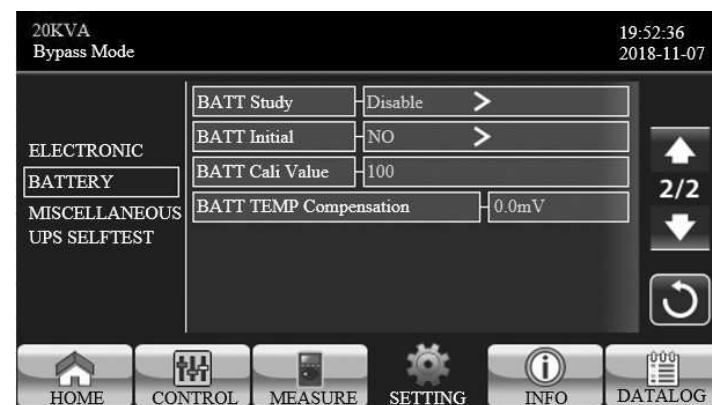 20KVA
Bypass Mode
19:52:36
2018-11-07
ELECTRONIC
BATTERY
MISCELLANEOUS
UPS SELFTEST
BATT Study Disable >
BATT Initial NO >
BATT Cali Value 100
BATT TEMP Compensation 0.0mV
2/2
HOME CONTROL MEASURE SETTING INFO DATALOG